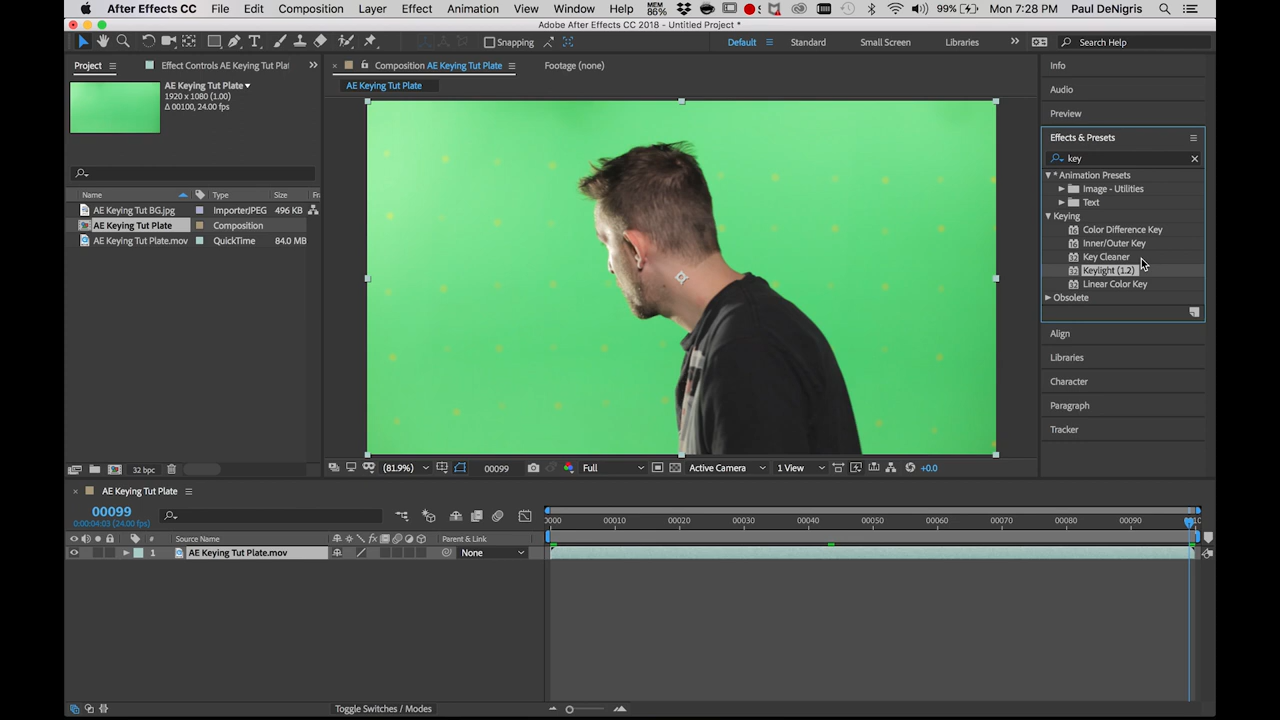 After Effects CC File Edit Composition Layer Effect Animation View Window Help MEM 86% 99% Mon 7:28 PM Paul DeNigris
Adobe After Effects CC 2018 - Untitled Project *
Snapping Default Standard Small Screen Libraries Search Help
Project Effect Controls AE Keying Tut Plat Composition AE Keying Tut Plate Footage (none) Info
AE Keying Tut Plate AE Keying Tut Plate Audio
1920 x 1080 (1.00)
Δ 00100, 24.00 fps
Preview
Effects & Presets
key
Animation Presets
Image - Utilities
Text
Keying
Color Difference Key
Inner/Outer Key
Key Cleaner
Keylight (1.2)
Linear Color Key
Obsolete
Name Type Size Fr
AE Keying Tut BG.jpg ImporterJPEG 496 KB
AE Keying Tut Plate Composition
AE Keying Tut Plate.mov QuickTime 84.0 MB
Align
Libraries
Character
Paragraph
Tracker
32 bpc (81.9%) 00099 Full Active Camera 1 View +0.0
AE Keying Tut Plate
00099
0:00:04:03 (24.00 fps)
0000 00010 00020 00030 00040 00050 00060 00070 00080 00090 10
# Source Name Parent & Link
1 AE Keying Tut Plate.mov None
Toggle Switches / Modes